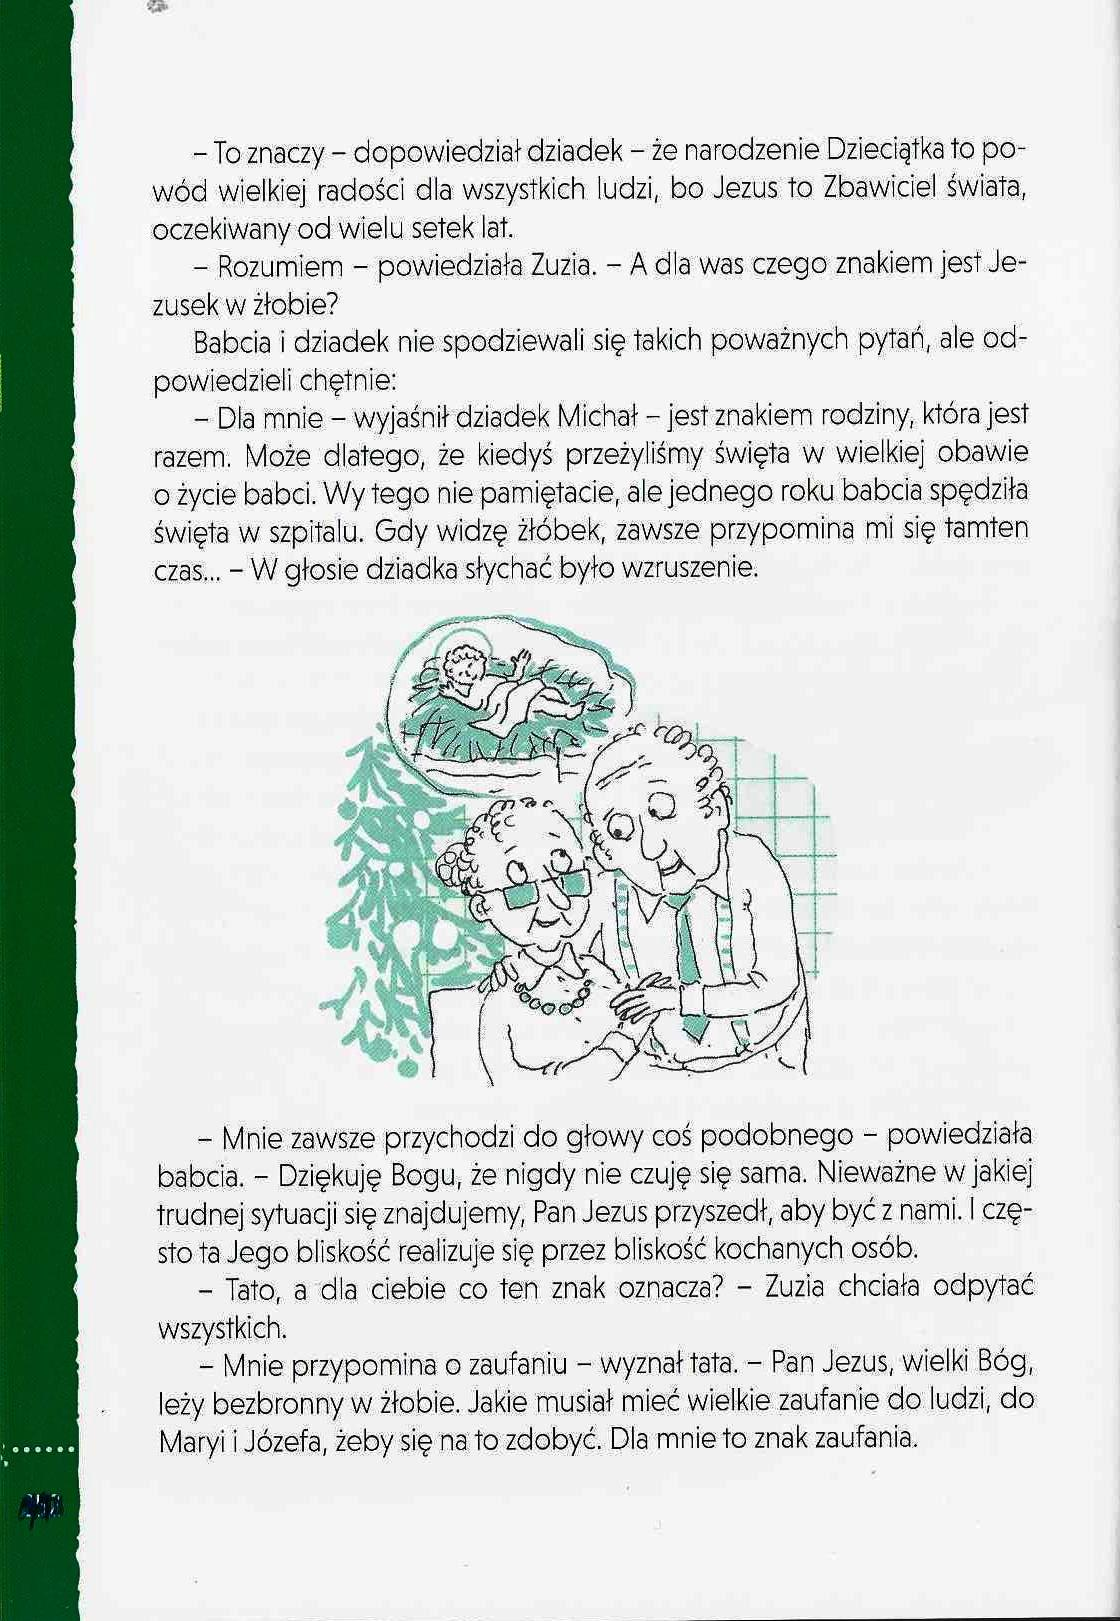 – To znaczy – dopowiedział dziadek – że narodzenie Dzieciątka to po-
wód wielkiej radości dla wszystkich ludzi, bo Jezus to Zbawiciel świata,
oczekiwany od wielu setek lat.
– Rozumiem – powiedziała Zuzia. – A dla was czego znakiem jest Je-
zusek w żłobie?
Babcia i dziadek nie spodziewali się takich poważnych pytań, ale od-
powiedzieli chętnie:
– Dla mnie – wyjaśnił dziadek Michał – jest znakiem rodziny, która jest
razem. Może dlatego, że kiedyś przeżyliśmy święta w wielkiej obawie
o życie babci. Wy tego nie pamiętacie, ale jednego roku babcia spędziła
święta w szpitalu. Gdy widzę żłóbek, zawsze przypomina mi się tamten
czas... – W głosie dziadka słychać było wzruszenie.
– Mnie zawsze przychodzi do głowy coś podobnego – powiedziała
babcia. – Dziękuję Bogu, że nigdy nie czuję się sama. Nieważne w jakiej
trudnej sytuacji się znajdujemy, Pan Jezus przyszedł, aby być z nami. I czę-
sto ta Jego bliskość realizuje się przez bliskość kochanych osób.
– Tato, a dla ciebie co ten znak oznacza? – Zuzia chciała odpytać
wszystkich.
– Mnie przypomina o zaufaniu – wyznał tata. – Pan Jezus, wielki Bóg,
leży bezbronny w żłobie. Jakie musiał mieć wielkie zaufanie do ludzi, do
Maryi i Józefa, żeby się na to zdobyć. Dla mnie to znak zaufania.